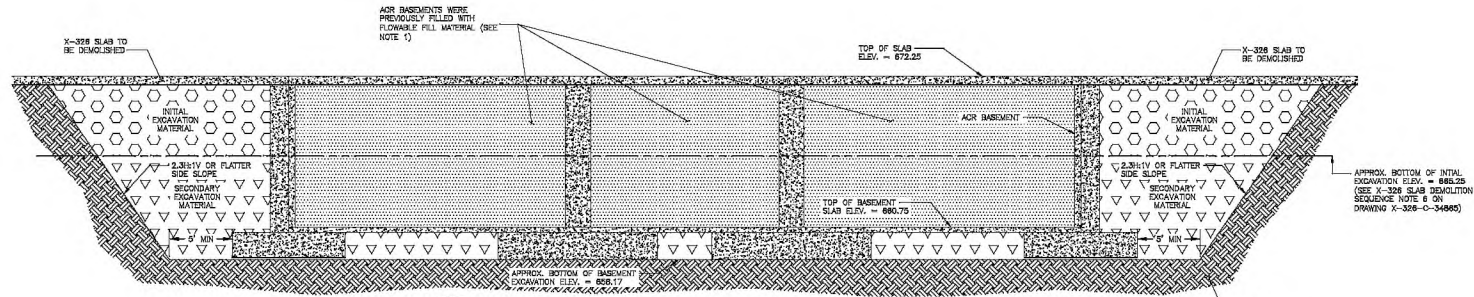 ACR BASEMENTS WERE
PREVIOUSLY FILLED WITH
FLOWABLE FILL MATERIAL (SEE
NOTE 1)
X-326 SLAB TO
BE DEMOLISHED
TOP OF SLAB
ELEV. = 672.25
X-326 SLAB TO
BE DEMOLISHED
INITIAL
EXCAVATION
MATERIAL
ACR BASEMENT
INITIAL
EXCAVATION
MATERIAL
2.3H:1V OR FLATTER
SIDE SLOPE
SECONDARY
EXCAVATION
MATERIAL
2.3H:1V OR FLATTER
SIDE SLOPE
SECONDARY
EXCAVATION
MATERIAL
APPROX. BOTTOM OF INTIAL
EXCAVATION ELEV. = 665.25
(SEE X-326 SLAB DEMOLITION
SEQUENCE NOTE 6 ON
DRAWING X-326-C-34865)
TOP OF BASEMENT
SLAB ELEV. = 660.75
5' MIN
5' MIN
APPROX. BOTTOM OF BASEMENT
EXCAVATION ELEV. = 658.17